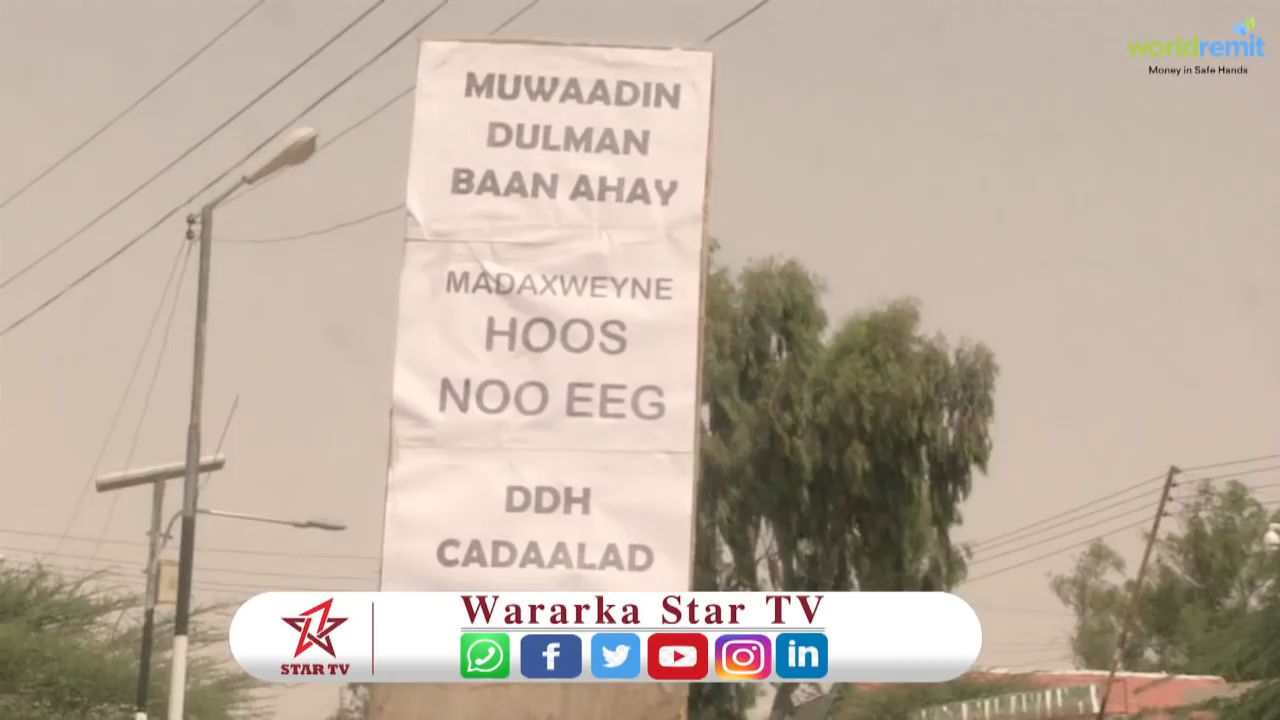 worldremit
Money in Safe Hands
MUWAADIN
DULMAN
BAAN AHAY
MADAXWEYNE
HOOS
NOO EEG
DDH
CADAALAD
Wararka Star TV
STAR TV